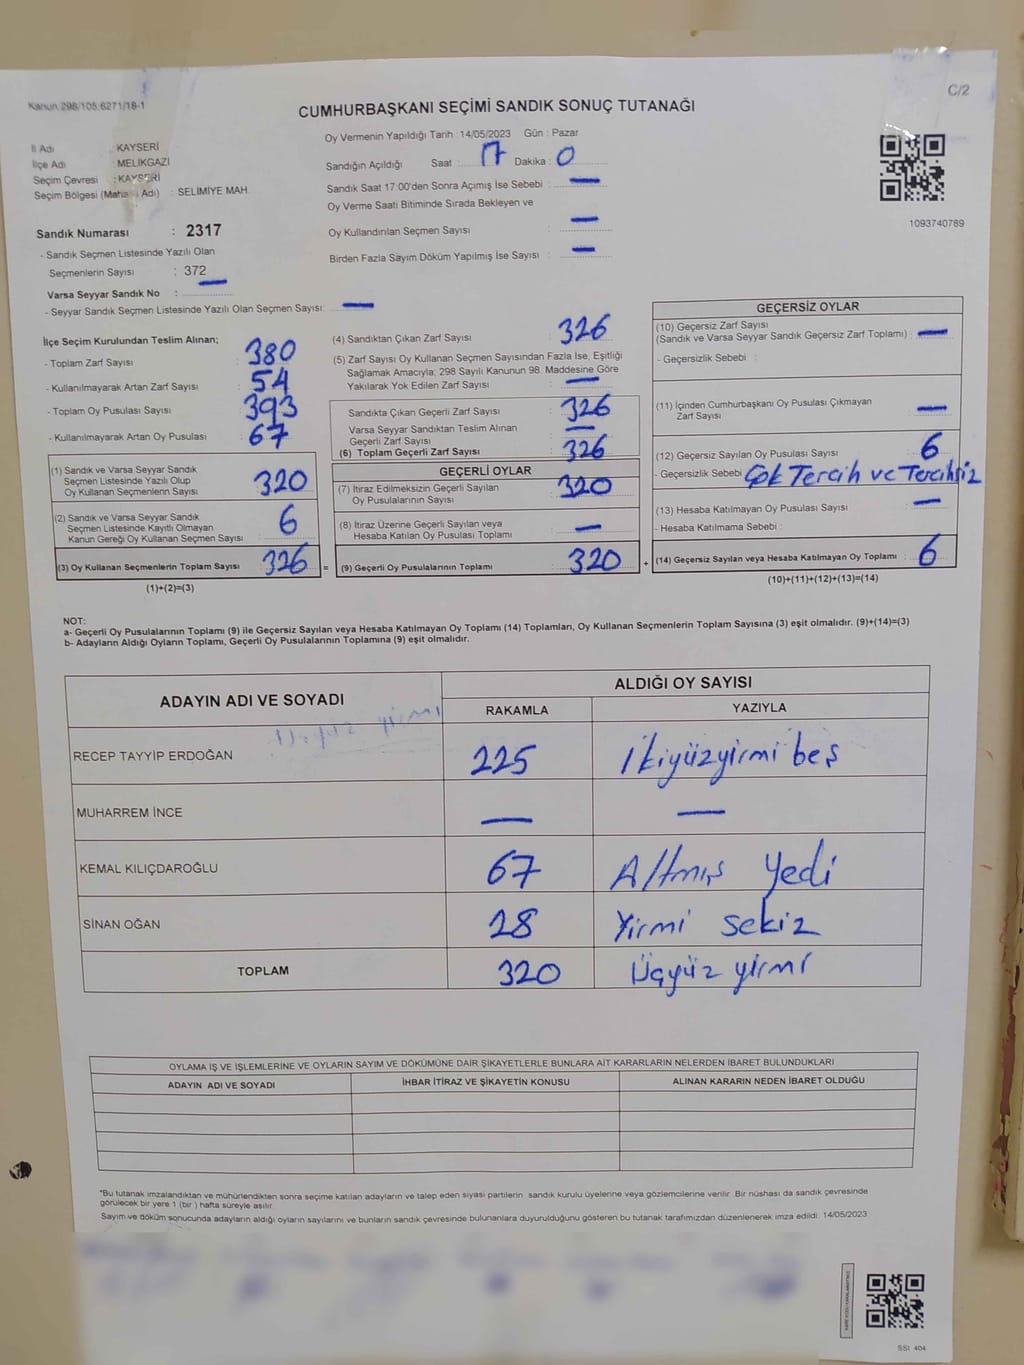 Kanun 298/105,6271/18-1
C/2
CUMHURBAŞKANI SEÇİMİ SANDIK SONUÇ TUTANAĞI
İl Adı : KAYSERİ
İlçe Adı : MELİKGAZİ
Seçim Çevresi : KAYSERİ
Seçim Bölgesi (Maha Adı) : SELİMİYE MAH.
Oy Vermenin Yapıldığı Tarih : 14/05/2023 Gün : Pazar
Sandığın Açıldığı Saat : 17 Dakika : 0
Sandık Saat 17:00'den Sonra Açımış İse Sebebi : —
Oy Verme Saati Bitiminde Sırada Bekleyen ve
Oy Kullandırılan Seçmen Sayısı : —
Birden Fazla Sayım Döküm Yapılmış İse Sayısı : —
1093740789
Sandık Numarası : 2317
- Sandık Seçmen Listesinde Yazılı Olan
Seçmenlerin Sayısı : 372
Varsa Seyyar Sandık No : —
- Seyyar Sandık Seçmen Listesinde Yazılı Olan Seçmen Sayısı: —
İlçe Seçim Kurulundan Teslim Alınan;
- Toplam Zarf Sayısı : 380
- Kullanılmayarak Artan Zarf Sayısı : 54
- Toplam Oy Pusulası Sayısı : 393
- Kullanılmayarak Artan Oy Pusulası : 67
(1) Sandık ve Varsa Seyyar Sandık
Seçmen Listesinde Yazılı Olup
Oy Kullanan Seçmenlerin Sayısı : 320
(2) Sandık ve Varsa Seyyar Sandık
Seçmen Listesinde Kayıtlı Olmayan
Kanun Gereği Oy Kullanan Seçmen Sayısı : 6
(3) Oy Kullanan Seçmenlerin Toplam Sayısı : 326 =
(1)+(2)=(3)
(4) Sandıktan Çıkan Zarf Sayısı : 326
(5) Zarf Sayısı Oy Kullanan Seçmen Sayısından Fazla İse, Eşitliği
Sağlamak Amacıyla; 298 Sayılı Kanunun 98. Maddesine Göre
Yakılarak Yok Edilen Zarf Sayısı : —
Sandıkta Çıkan Geçerli Zarf Sayısı : 326
Varsa Seyyar Sandıktan Teslim Alınan
Geçerli Zarf Sayısı : —
(6) Toplam Geçerli Zarf Sayısı : 326
GEÇERLİ OYLAR
(7) İtiraz Edilmeksizin Geçerli Sayılan
Oy Pusulalarının Sayısı : 320
(8) İtiraz Üzerine Geçerli Sayılan veya
Hesaba Katılan Oy Pusulası Toplamı : —
(9) Geçerli Oy Pusulalarının Toplamı : 320 +
GEÇERSİZ OYLAR
(10) Geçersiz Zarf Sayısı
(Sandık ve Varsa Seyyar Sandık Geçersiz Zarf Toplamı) : —
- Geçersizlik Sebebi :
(11) İçinden Cumhurbaşkanı Oy Pusulası Çıkmayan
Zarf Sayısı : —
(12) Geçersiz Sayılan Oy Pusulası Sayısı : 6
- Geçersizlik Sebebi Çok Tercih ve Tercihsiz
(13) Hesaba Katılmayan Oy Pusulası Sayısı : —
- Hesaba Katılmama Sebebi :
(14) Geçersiz Sayılan veya Hesaba Katılmayan Oy Toplamı : 6
(10)+(11)+(12)+(13)=(14)
NOT:
a- Geçerli Oy Pusulalarının Toplamı (9) ile Geçersiz Sayılan veya Hesaba Katılmayan Oy Toplamı (14) Toplamları, Oy Kullanan Seçmenlerin Toplam Sayısına (3) eşit olmalıdır. (9)+(14)=(3)
b- Adayların Aldığı Oyların Toplamı, Geçerli Oy Pusulalarının Toplamına (9) eşit olmalıdır.
ADAYIN ADI VE SOYADI ALDIĞI OY SAYISI
RAKAMLA YAZIYLA
RECEP TAYYİP ERDOĞAN 225 İkiyüzyirmi beş
MUHARREM İNCE — —
KEMAL KILIÇDAROĞLU 67 Altmış Yedi
SİNAN OĞAN 28 Yirmi sekiz
TOPLAM 320 Üçyüz yirmi
OYLAMA İŞ VE İŞLEMLERİNE VE OYLARIN SAYIM VE DÖKÜMÜNE DAİR ŞİKAYETLERLE BUNLARA AİT KARARLARIN NELERDEN İBARET BULUNDUKLARI
ADAYIN ADI VE SOYADI İHBAR İTİRAZ VE ŞİKAYETİN KONUSU ALINAN KARARIN NEDEN İBARET OLDUĞU
*Bu tutanak imzalandıktan ve mühürlendikten sonra seçime katılan adayların ve talep eden siyasi partilerin sandık kurulu üyelerine veya gözlemcilerine verilir. Bir nüshası da sandık çevresinde
görülecek bir yere 1 (bir ) hafta süreyle asılır.
Sayım ve döküm sonucunda adayların aldığı oyların sayılarını ve bunların sandık çevresinde bulunanlara duyurulduğunu gösteren bu tutanak tarafımızdan düzenlenerek imza edildi. 14/05/2023
SSI 404